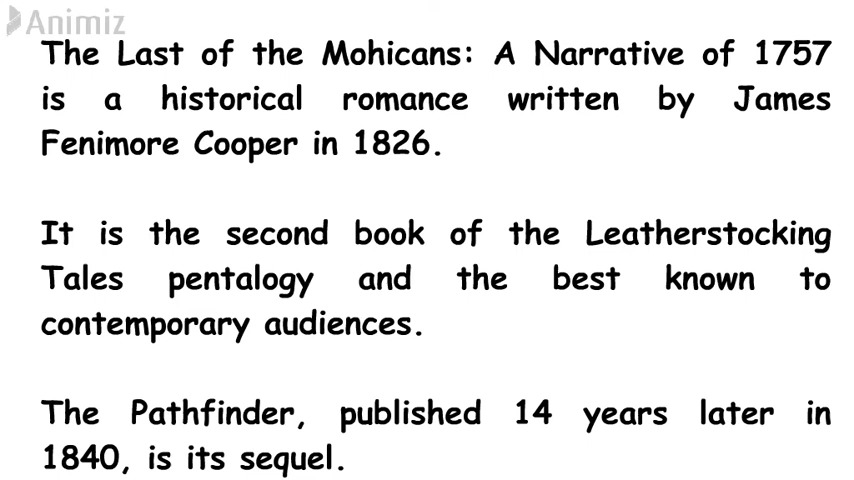 Animiz
The Last of the Mohicans: A Narrative of 1757
is a historical romance written by James
Fenimore Cooper in 1826.
It is the second book of the Leatherstocking
Tales pentalogy and the best known to
contemporary audiences.
The Pathfinder, published 14 years later in
1840, is its sequel.